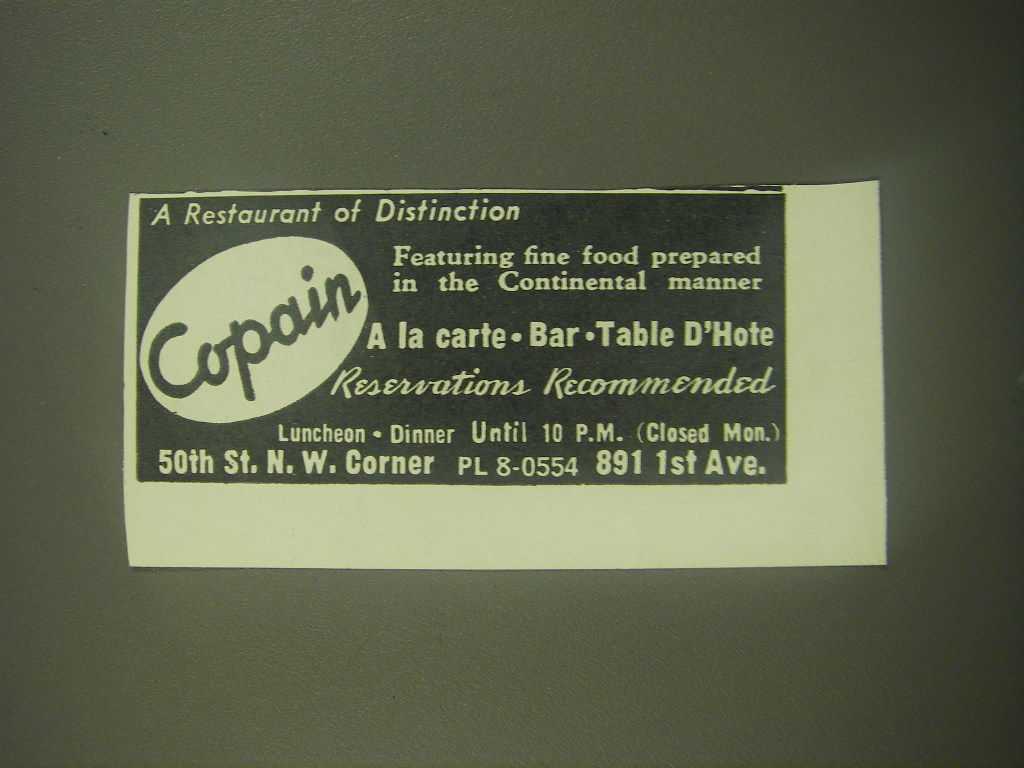 A Restaurant of Distinction
Copain
Featuring fine food prepared
in the Continental manner
A la carte • Bar • Table D'Hote
Reservations Recommended
Luncheon • Dinner Until 10 P.M. (Closed Mon.)
50th St. N. W. Corner PL 8-0554 891 1st Ave.